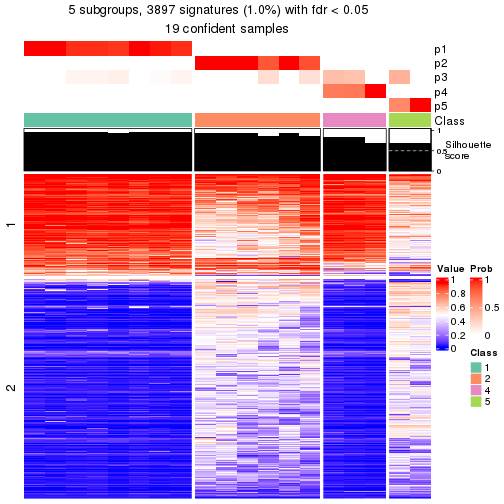 5 subgroups, 3897 signatures (1.0%) with fdr < 0.05
19 confident samples
p1
p2
p3
p4
p5
Class
1
0.5
0
Silhouette
score
1
2
Value
1
0.8
0.6
0.4
0.2
0
Prob
1
0.5
0
Class
1
2
4
5